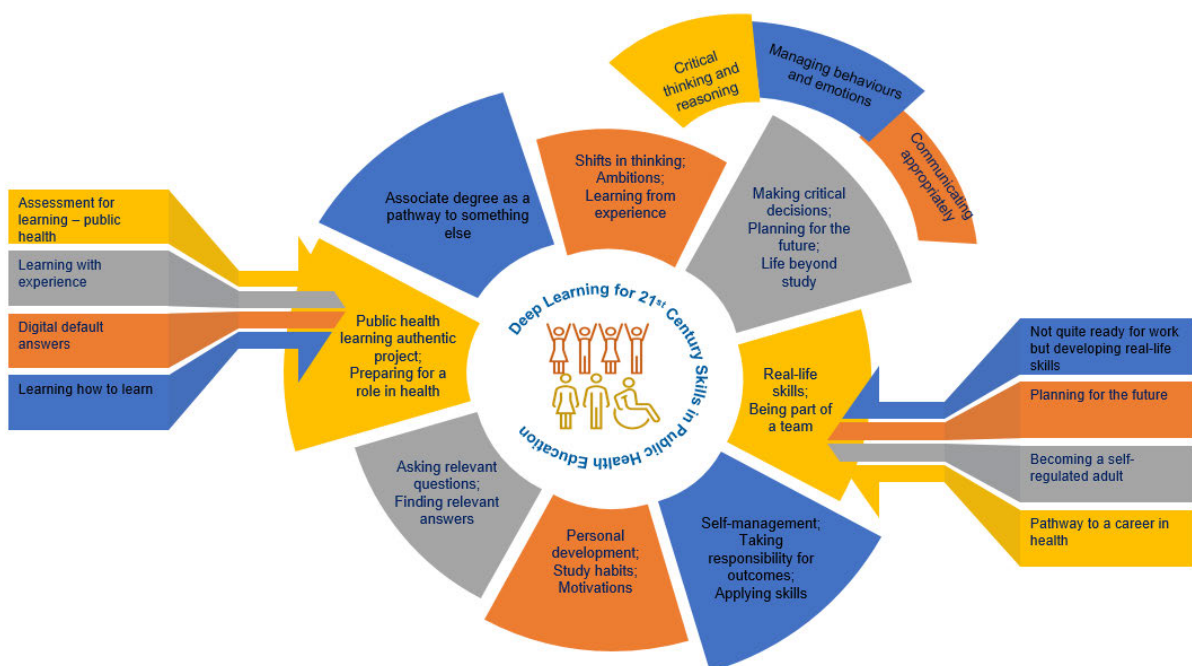 Critical
thinking and
reasoning
Managing behaviours
and emotions
Communicating
appropriately
Associate degree as a
pathway to something
else
Shifts in thinking;
Ambitions;
Learning from
experience
Making critical
decisions;
Planning for the
future;
Life beyond
study
Assessment for
learning – public
health
Learning with
experience
Digital default
answers
Learning how to learn
Public health
learning authentic
project;
Preparing for a
role in health
Deep Learning for 21st Century Skills in Public Health Education
Real-life
skills;
Being part of
a team
Not quite ready for work
but developing real-life
skills
Planning for the future
Becoming a self-
regulated adult
Pathway to a career in
health
Asking relevant
questions;
Finding relevant
answers
Personal
development;
Study habits;
Motivations
Self-management;
Taking
responsibility for
outcomes;
Applying skills